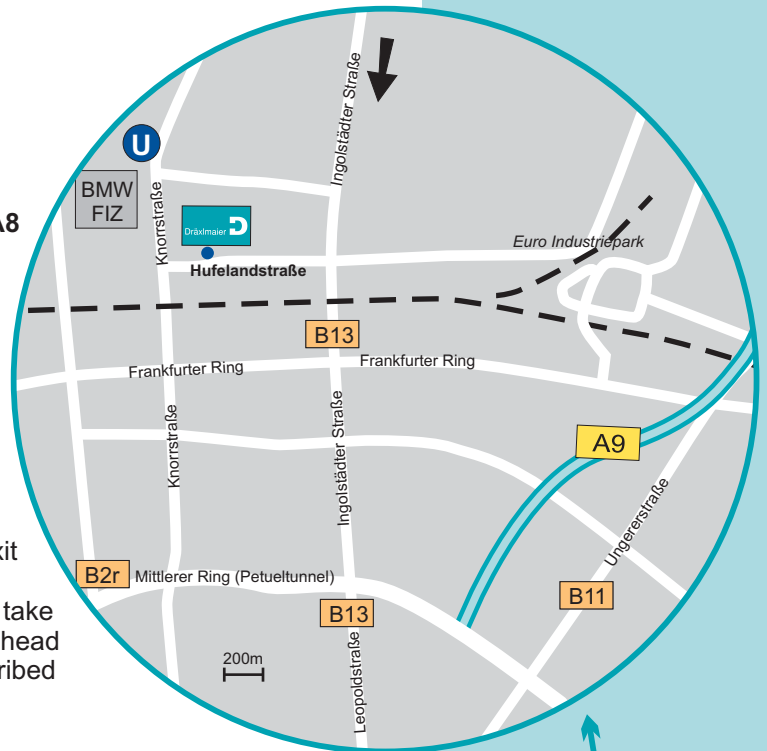 Ingolstädter Straße
U
BMW
FIZ
A8
Knorrstraße
Dräxlmaier
Hufelandstraße
Euro Industriepark
B13
Frankfurter Ring
Frankfurter Ring
Knorrstraße
Ingolstädter Straße
A9
Ungererstraße
xit
B2r
Mittlerer Ring (Petueltunnel)
B13
B11
take
head
ribed
200m
Leopoldstraße